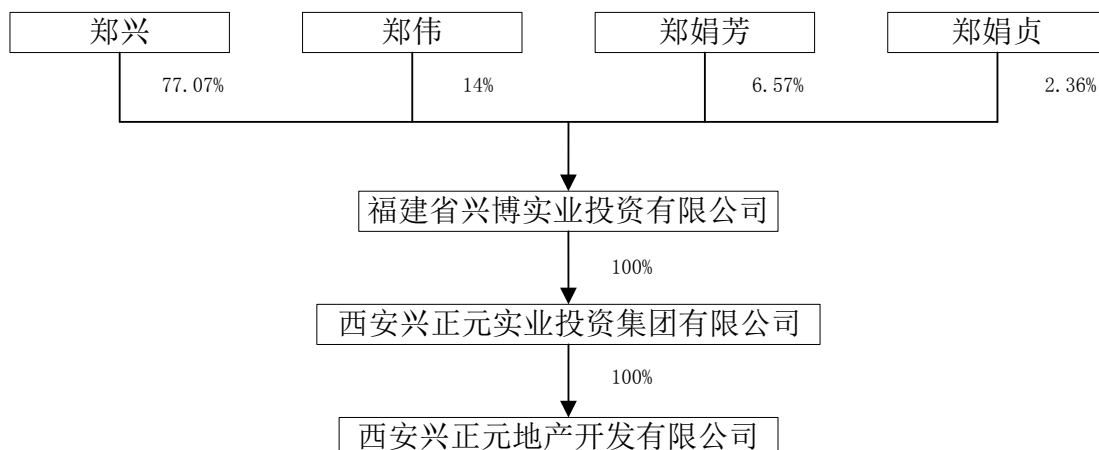 郑兴 郑伟 郑娟芳 郑娟贞
77.07% 14% 6.57% 2.36%
福建省兴博实业投资有限公司
100%
西安兴正元实业投资集团有限公司
100%
西安兴正元地产开发有限公司